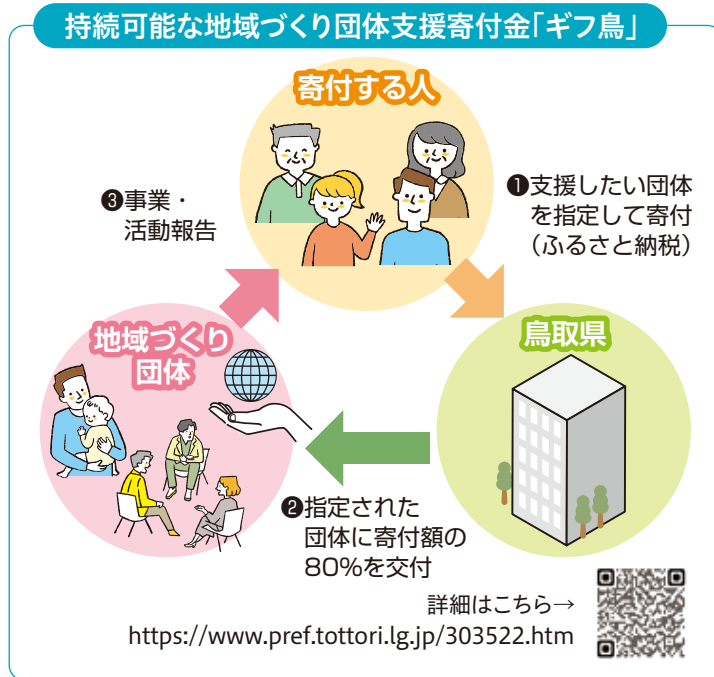 持続可能な地域づくり団体支援寄付金「ギフ鳥」
寄付する人
❶支援したい団体
を指定して寄付
（ふるさと納税）
鳥取県
❷指定された
団体に寄付額の
80%を交付
地域づくり
団体
❸事業・
活動報告
詳細はこちら→
https://www.pref.tottori.lg.jp/303522.htm